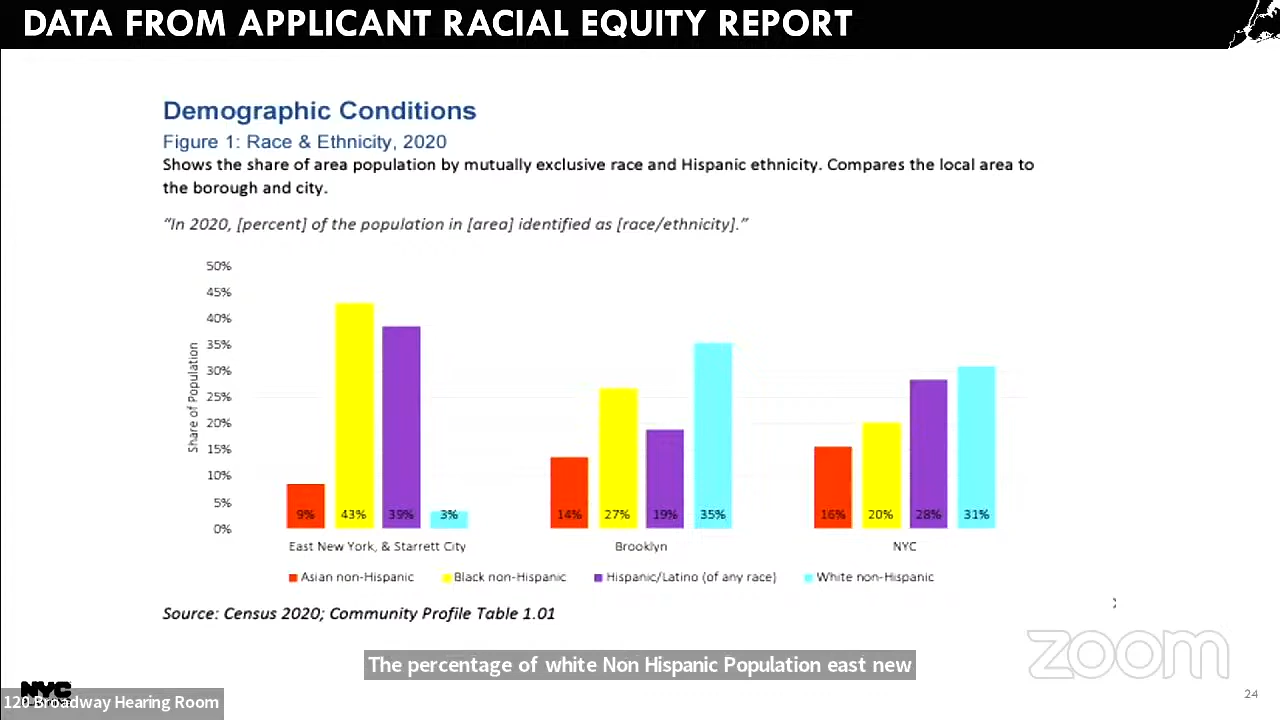 DATA FROM APPLICANT RACIAL EQUITY REPORT
Demographic Conditions
Figure 1: Race & Ethnicity, 2020
Shows the share of area population by mutually exclusive race and Hispanic ethnicity. Compares the local area to
the borough and city.
“In 2020, [percent] of the population in [area] identified as [race/ethnicity].”
50%
45%
40%
35%
30%
25%
20%
15%
10%
5%
0%
Share of Population
9% 43% 39% 3% 14% 27% 19% 35% 16% 20% 28% 31%
East New York, & Starrett City Brooklyn NYC
Asian non-Hispanic Black non-Hispanic Hispanic/Latino (of any race) White non-Hispanic
Source: Census 2020; Community Profile Table 1.01
zoom
The percentage of white Non Hispanic Population east new
NYC
24
120 Broadway Hearing Room